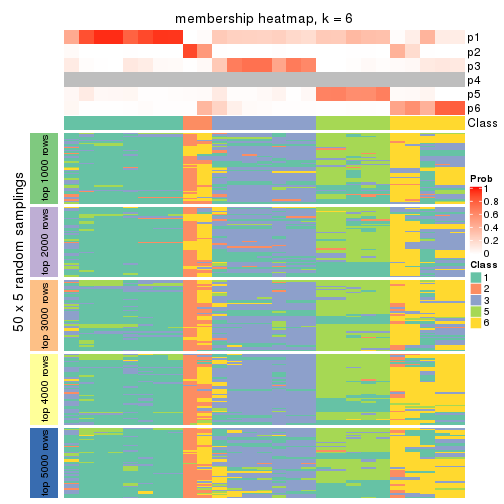 membership heatmap, k = 6
p1
p2
p3
p4
p5
p6
Class
50 x 5 random samplings
top 1000 rows
top 2000 rows
top 3000 rows
top 4000 rows
top 5000 rows
Prob
1
0.8
0.6
0.4
0.2
0
Class
1
2
3
5
6